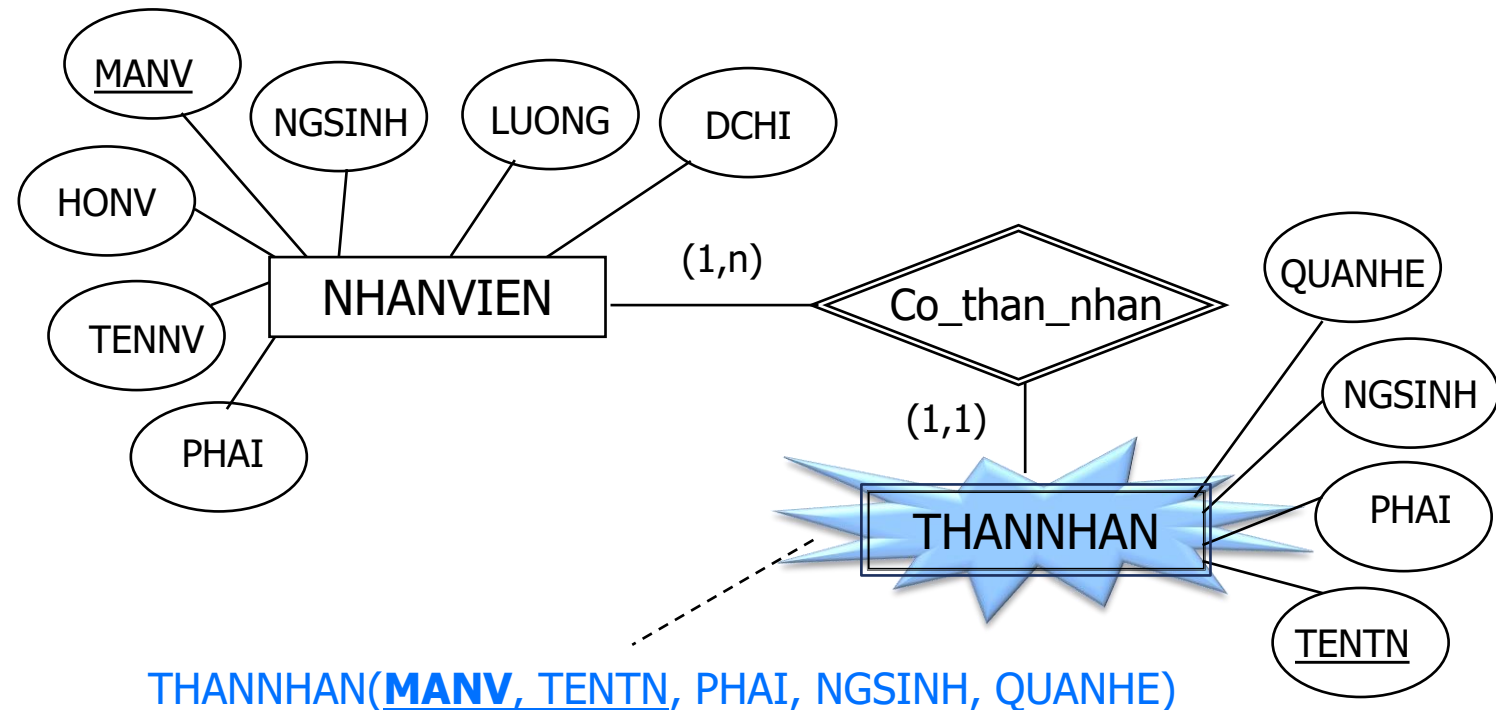 MANV
NGSINH
LUONG
DCHI
HONV
TENNV
PHAI
NHANVIEN
(1,n)
Co_than_nhan
QUANHE
NGSINH
(1,1)
PHAI
THANNHAN
TENTN
THANNHAN(MANV, TENTN, PHAI, NGSINH, QUANHE)